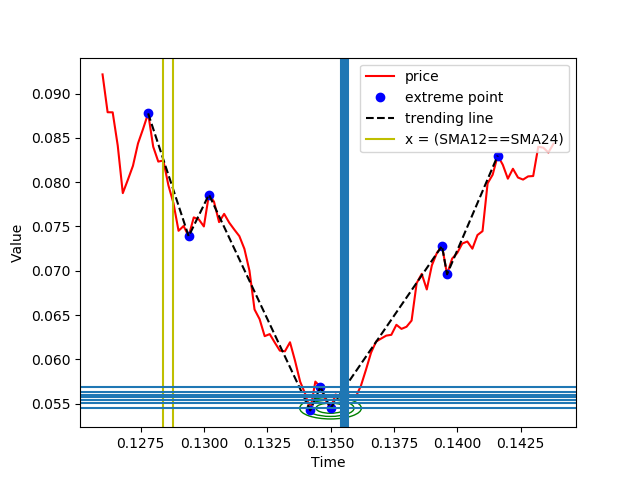 price
extreme point
trending line
x = (SMA12==SMA24)
Value
0.090
0.085
0.080
0.075
0.070
0.065
0.060
0.055
0.1275 0.1300 0.1325 0.1350 0.1375 0.1400 0.1425
Time